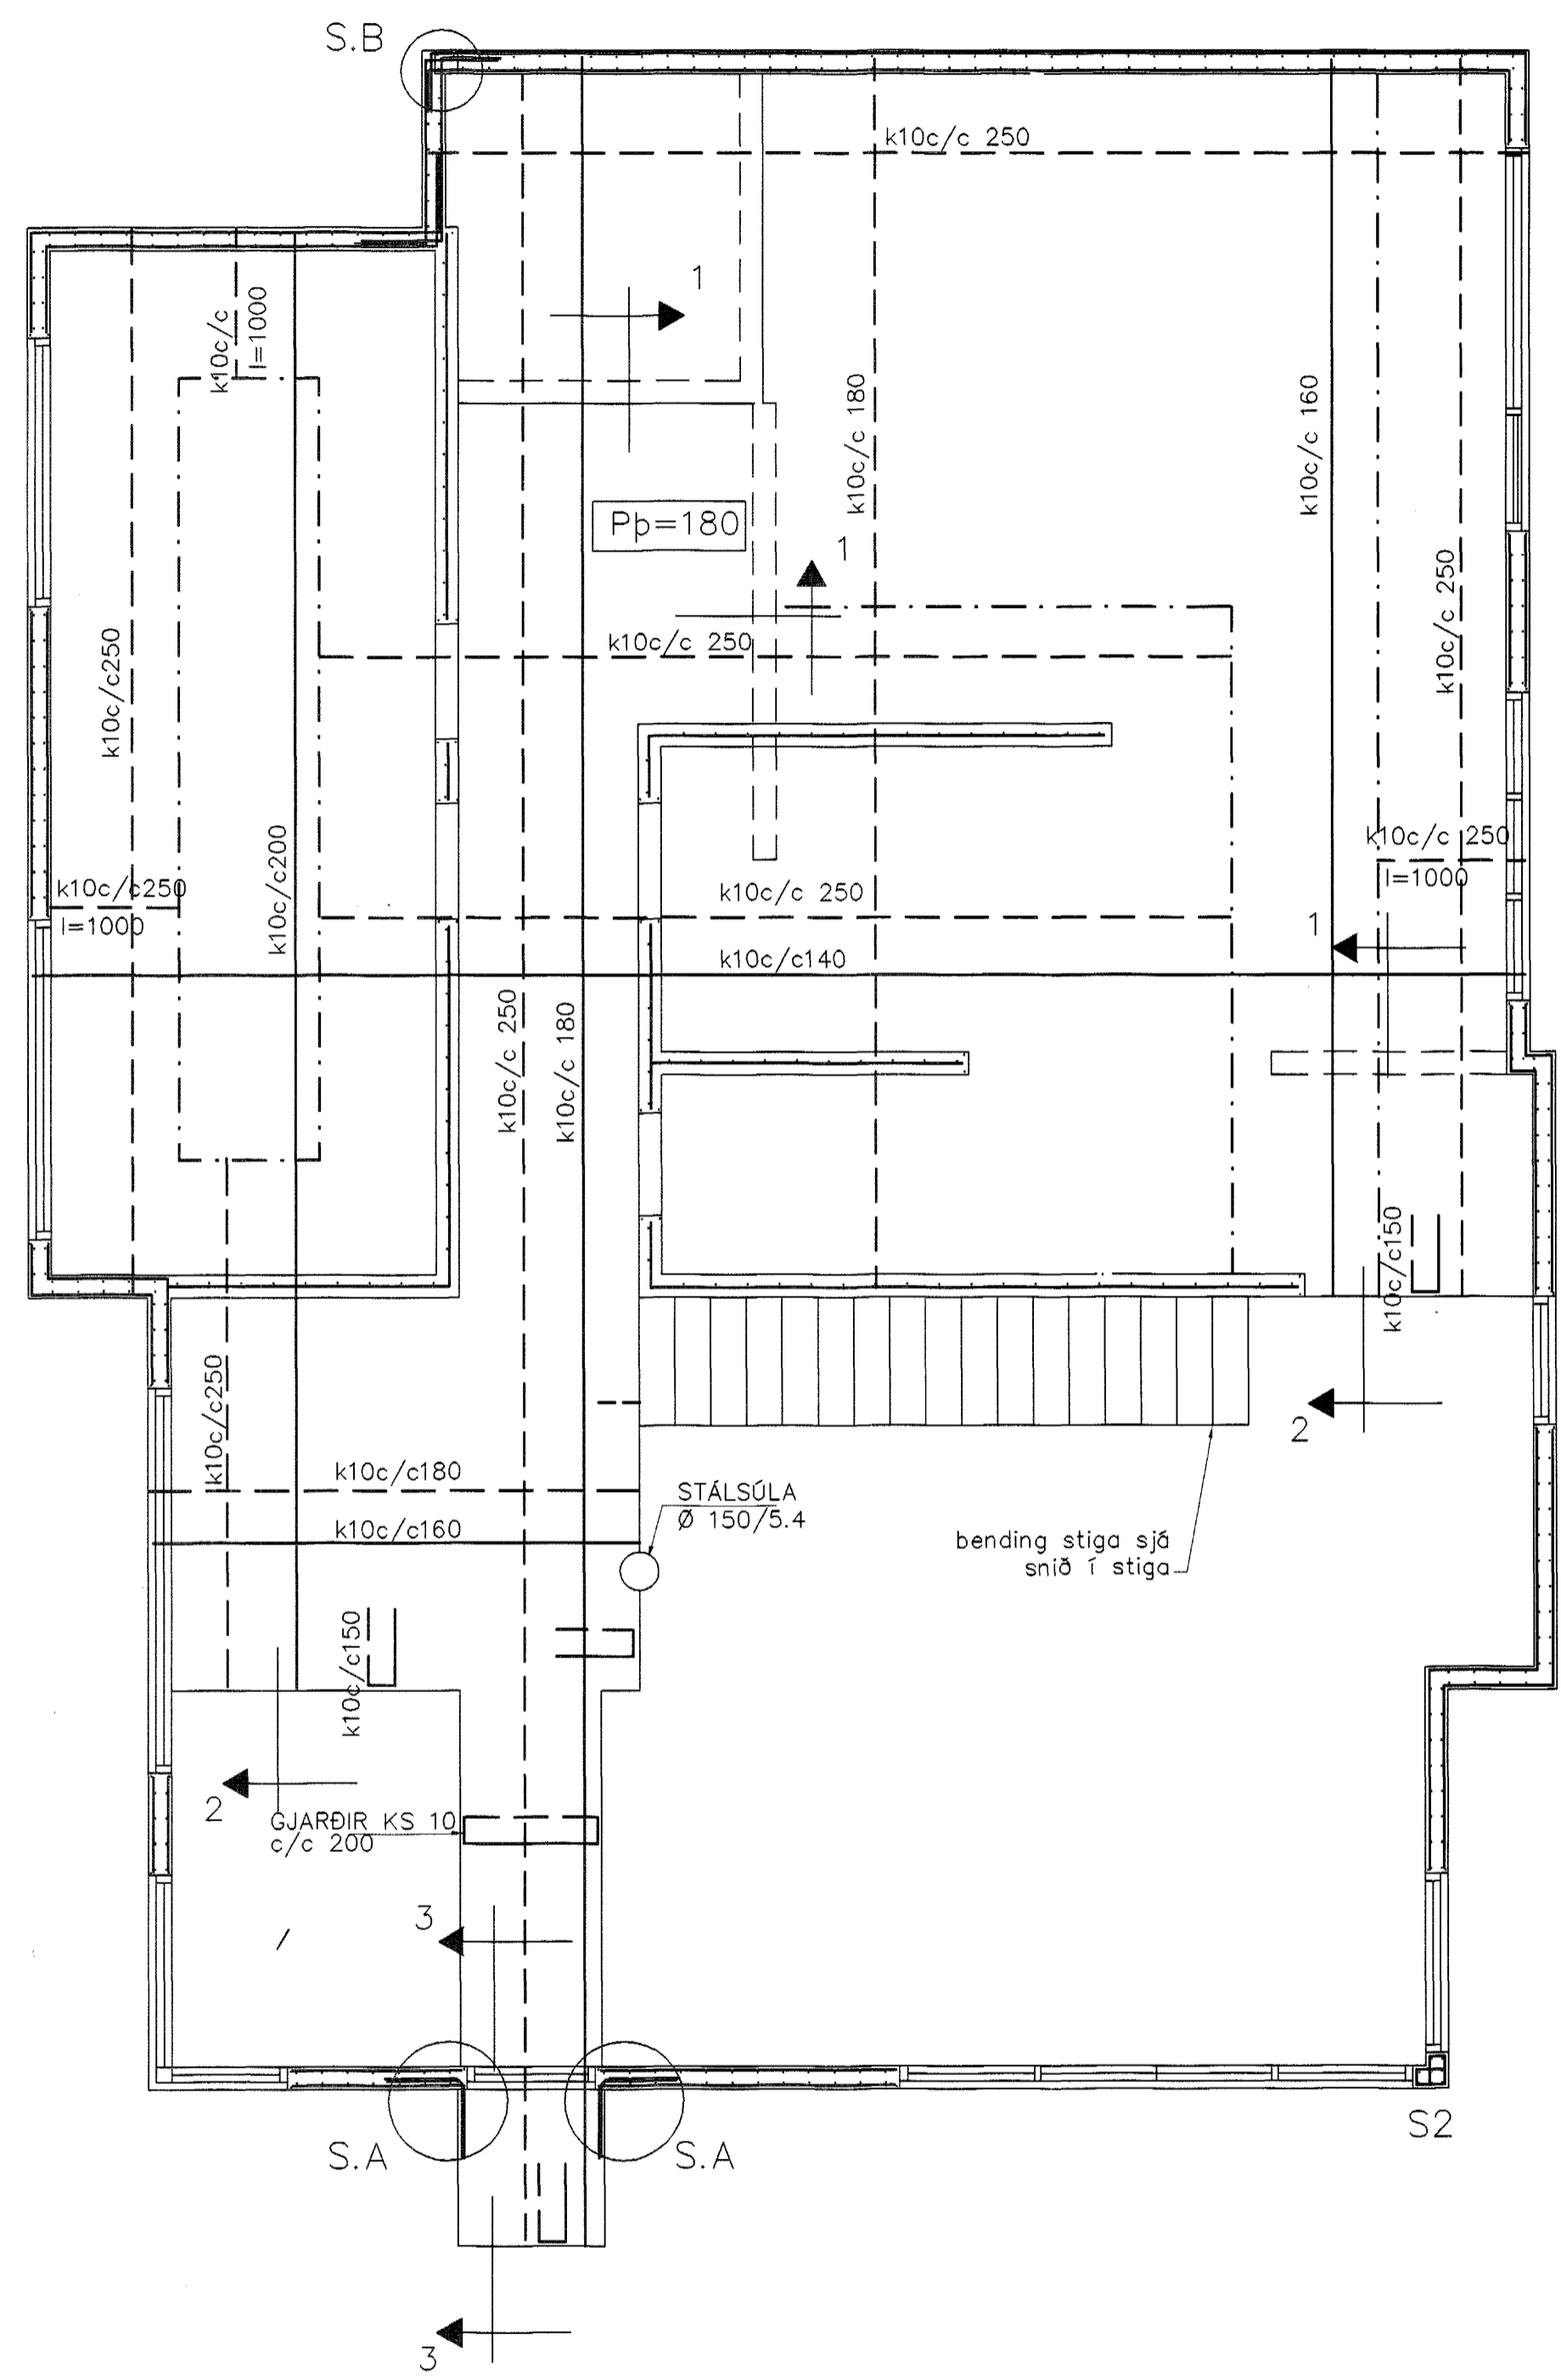 S.B
k10c/c 250
1
k10c/c
l=1000
k10c/c 180
k10c/c 160
Pþ=180
1
k10c/c 250
k10c/c250
k10c/c 250
k10c/c 250
l=1000
k10c/c200
k10c/c250
l=1000
k10c/c 250
1
k10c/c140
k10c/c 250
k10c/c 180
k10c/c150
k10c/c250
2
k10c/c180
STÁLSÚLA
Ø 150/5.4
k10c/c160
bending stiga sjá
snið í stiga
k10c/c150
2
GJARÐIR KS 10
c/c 200
3
S.A
S.A
S2
3